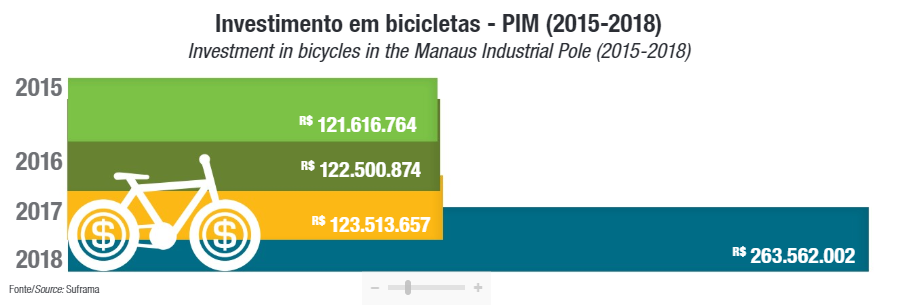 Investimento em bicicletas - PIM (2015-2018)
Investment in bicycles in the Manaus Industrial Pole (2015-2018)
2015
R$ 121.616.764
2016
R$ 122.500.874
2017
R$ 123.513.657
2018
R$ 263.562.002
$ $
Fonte/Source: Suframa
− +